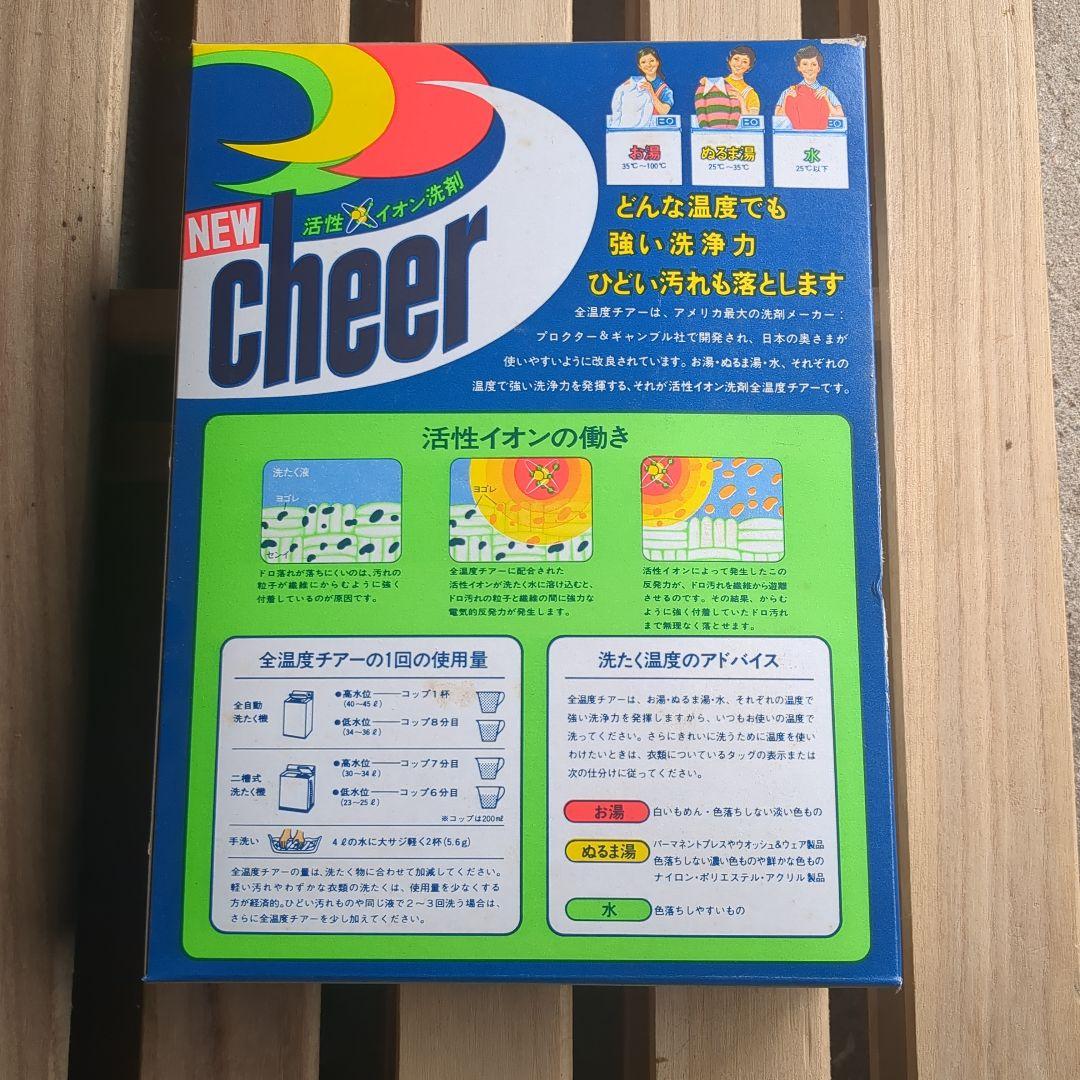 NEW
活性イオン洗剤
cheer
お湯
35℃〜100℃
ぬるま湯
25℃〜35℃
水
25℃以下
どんな温度でも
強い洗浄力
ひどい汚れも落とします
全温度チアーは、アメリカ最大の洗剤メーカー:
プロクター&ギャンブル社で開発され、日本の奥さまが
使いやすいように改良されています。お湯・ぬるま湯・水、それぞれの
温度で強い洗浄力を発揮する、それが活性イオン洗剤全温度チアーです。
活性イオンの働き
洗たく液
ヨゴレ
センイ
ドロ落れが落ちにくいのは、汚れの
粒子が繊維にからむように強く
付着しているのが原因です。
ヨゴレ
全温度チアーに配合された
活性イオンが洗たく水に溶け込むと、
ドロ汚れの粒子と繊維の間に強力な
電気的反発力が発生します。
活性イオンによって発生したこの
反発力が、ドロ汚れを繊維から遊離
させるのです。その結果、からむ
ように強く付着していたドロ汚れ
まで無理なく落とせます。
全温度チアーの1回の使用量
全自動
洗たく機
●高水位——コップ1杯
(40〜45ℓ)
●低水位——コップ8分目
(34〜36ℓ)
二槽式
洗たく機
●高水位——コップ7分目
(30〜34ℓ)
●低水位——コップ6分目
(23〜25ℓ)
※コップは200mℓ
手洗い
4ℓの水に大サジ軽く2杯(5.6g)
全温度チアーの量は、洗たく物に合わせて加減してください。
軽い汚れやわずかな衣類の洗たくは、使用量を少なくする
方が経済的。ひどい汚れものや同じ液で2〜3回洗う場合は、
さらに全温度チアーを少し加えてください。
洗たく温度のアドバイス
全温度チアーは、お湯・ぬるま湯・水、それぞれの温度で
強い洗浄力を発揮しますから、いつもお使いの温度で
洗ってください。さらにきれいに洗うために温度を使い
わけたいときは、衣類についているタッグの表示または
次の仕分けに従ってください。
お湯
白いもめん・色落ちしない淡い色もの
ぬるま湯
パーマネントプレスやウオッシュ&ウェア製品
色落ちしない濃い色ものや鮮かな色もの
ナイロン・ポリエステル・アクリル製品
水
色落ちしやすいもの